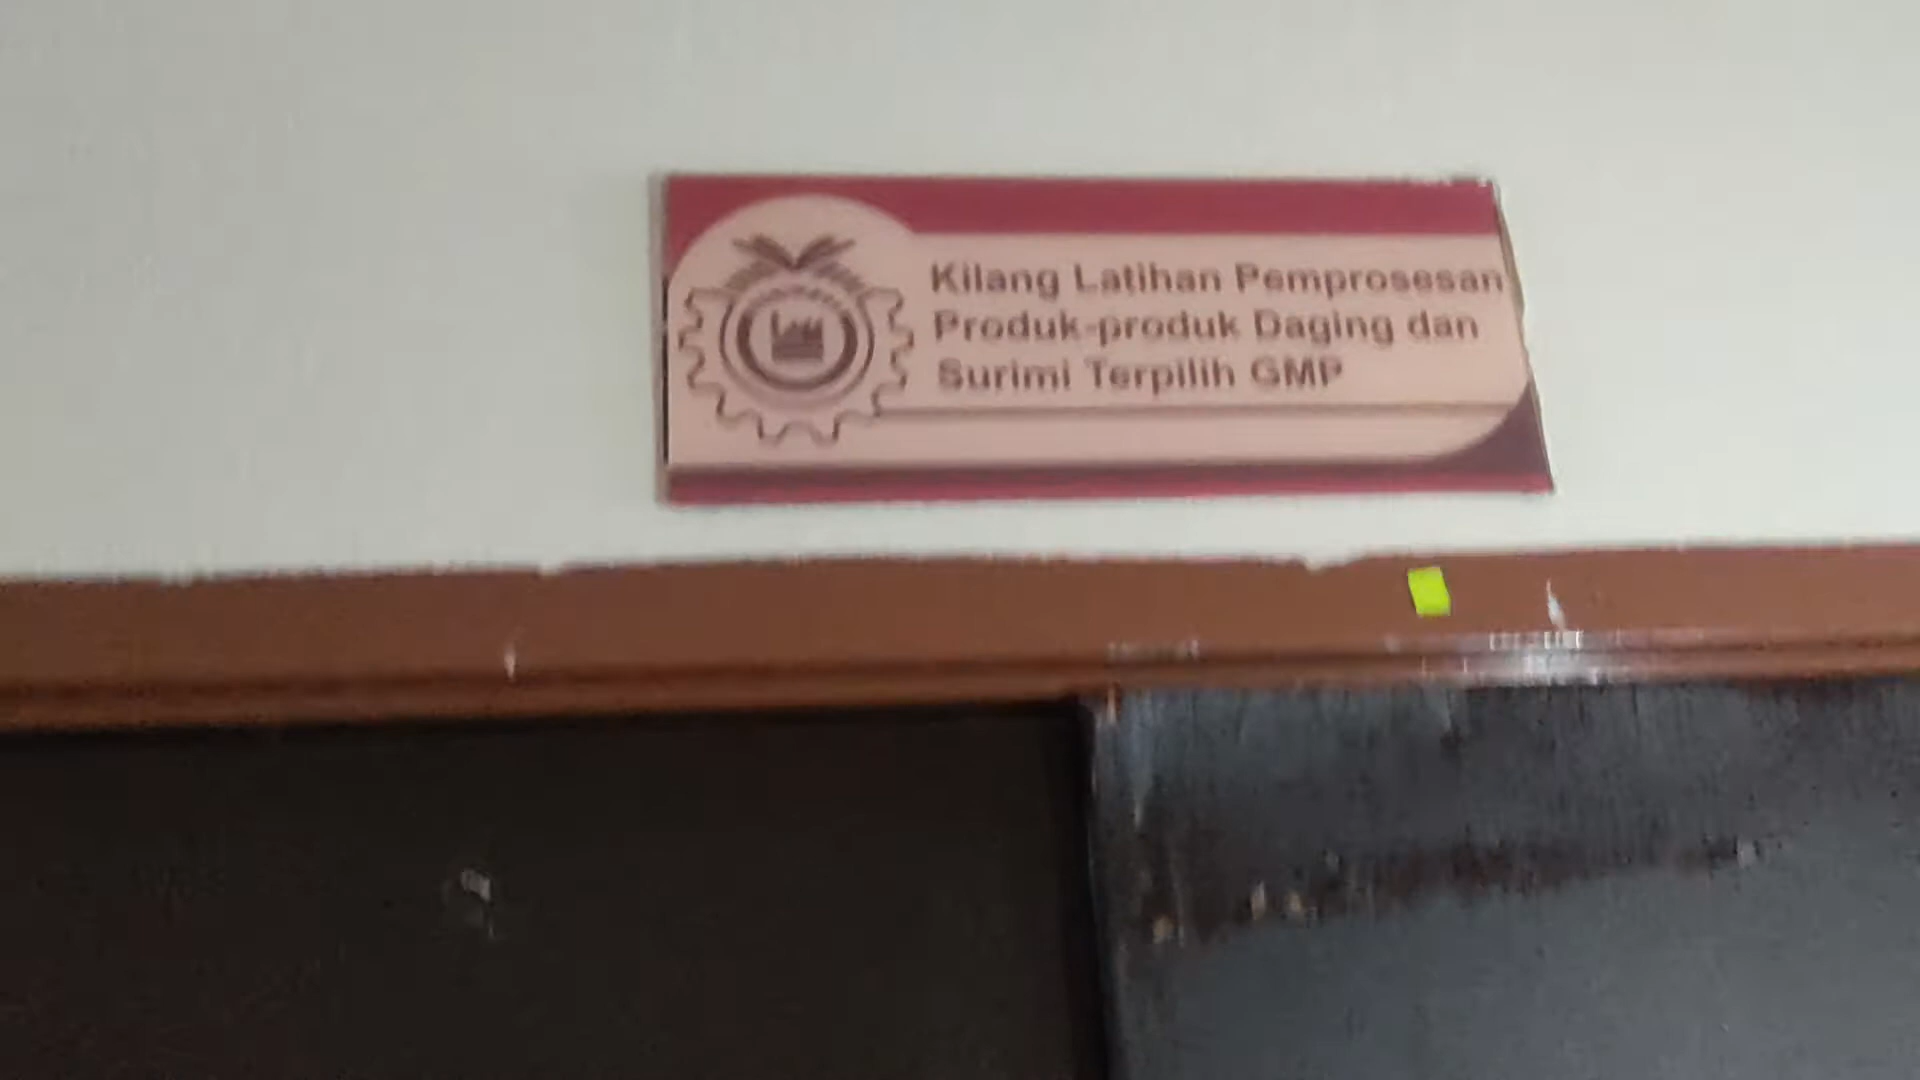 Kilang Latihan Pemprosesan
Produk-produk Daging dan
Surimi Terpilih GMP